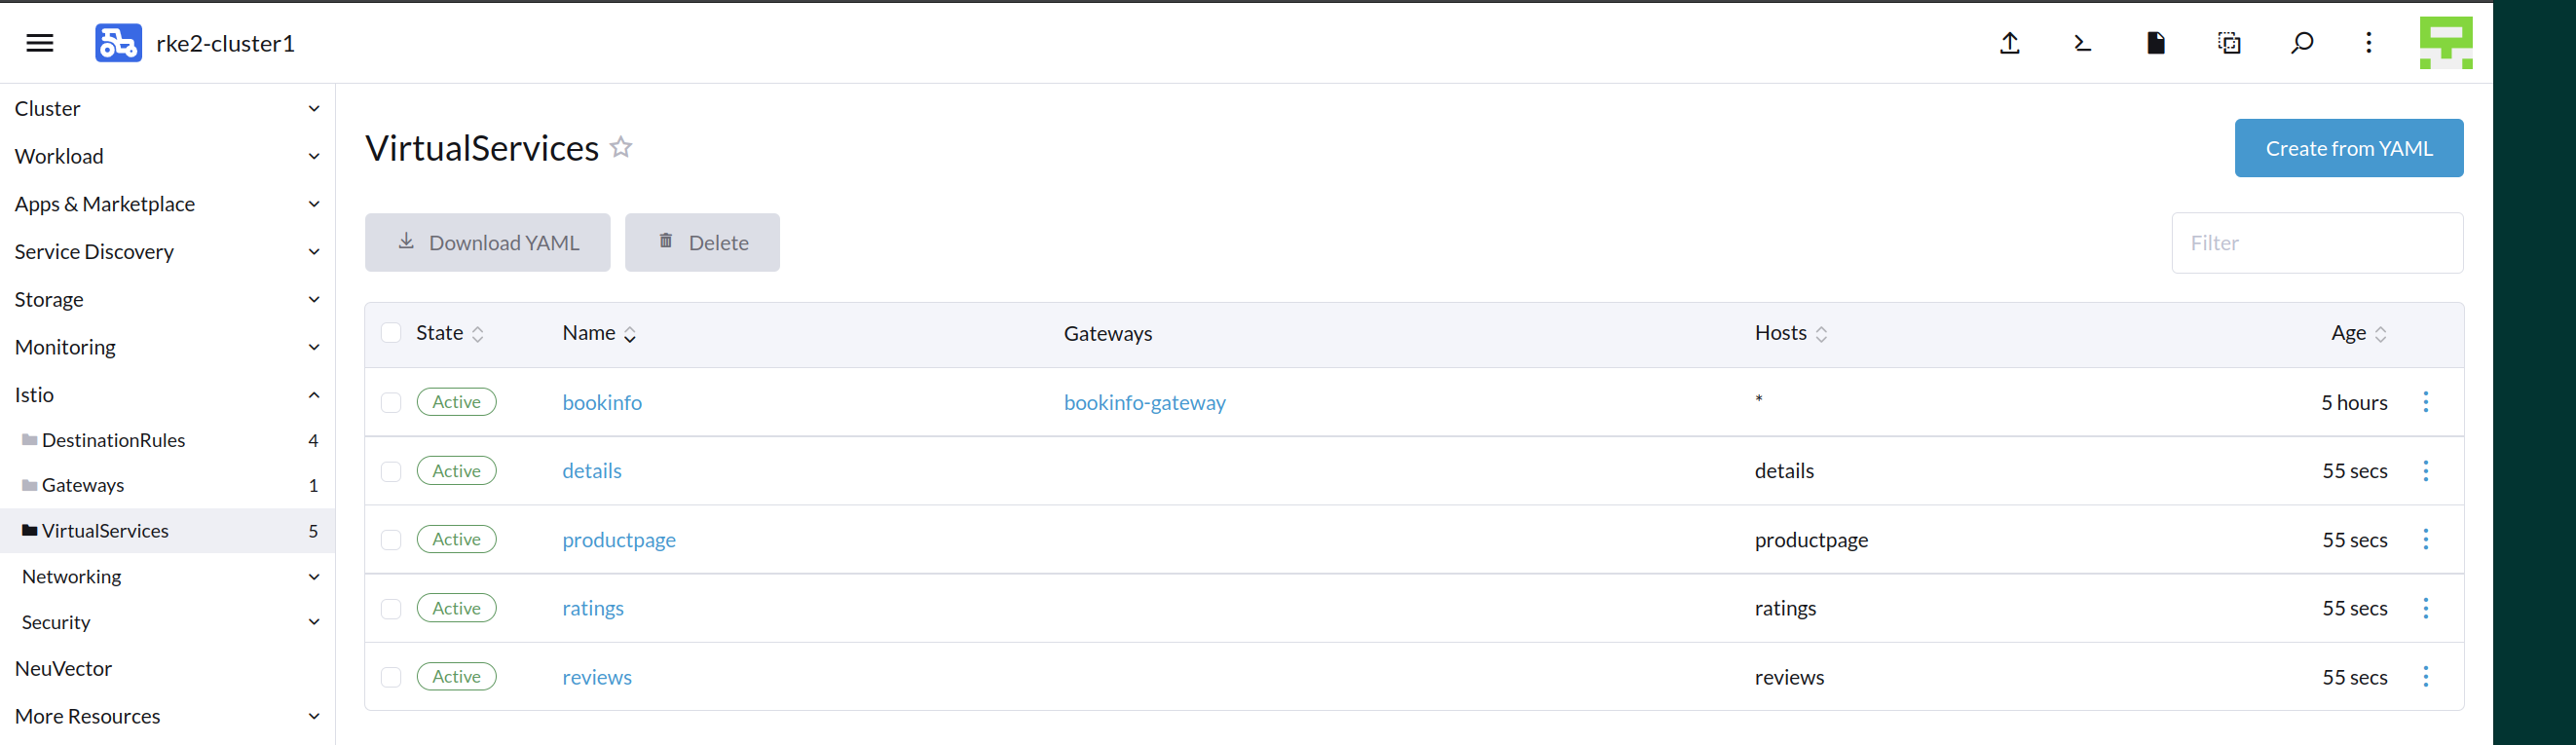 rke2-cluster1
Cluster
Workload
Apps & Marketplace
Service Discovery
Storage
Monitoring
Istio
DestinationRules 4
Gateways 1
VirtualServices 5
Networking
Security
NeuVector
More Resources
VirtualServices
Create from YAML
Download YAML
Delete
Filter
State Name Gateways Hosts Age
Active bookinfo bookinfo-gateway * 5 hours
Active details details 55 secs
Active productpage productpage 55 secs
Active ratings ratings 55 secs
Active reviews reviews 55 secs